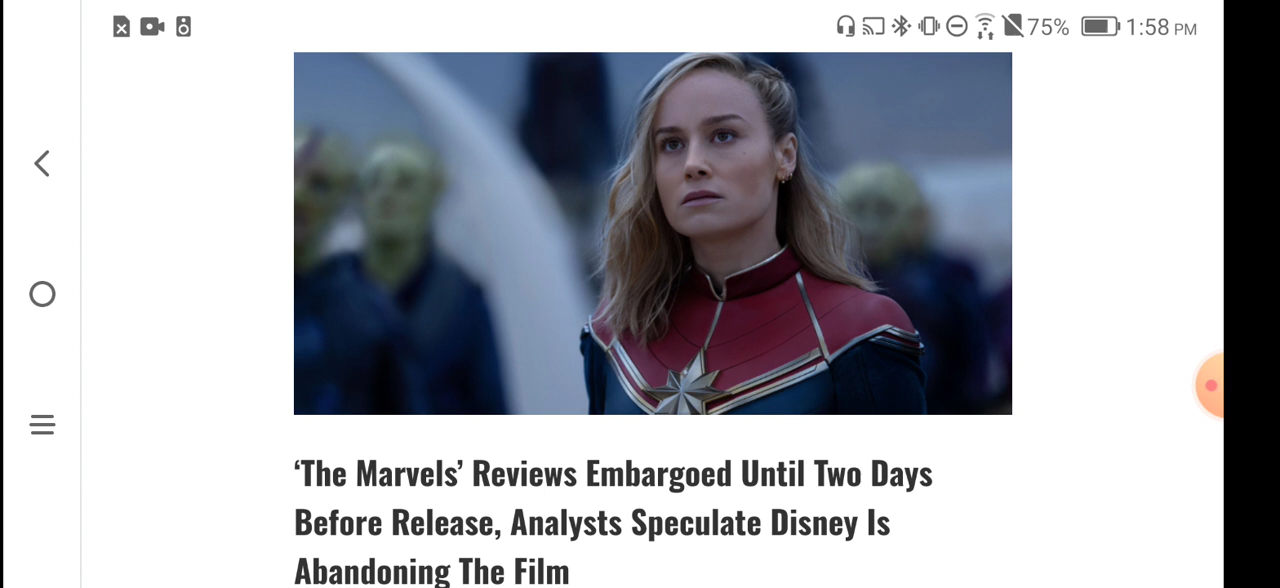 75% 1:58 PM
‘The Marvels’ Reviews Embargoed Until Two Days
Before Release, Analysts Speculate Disney Is
Abandoning The Film